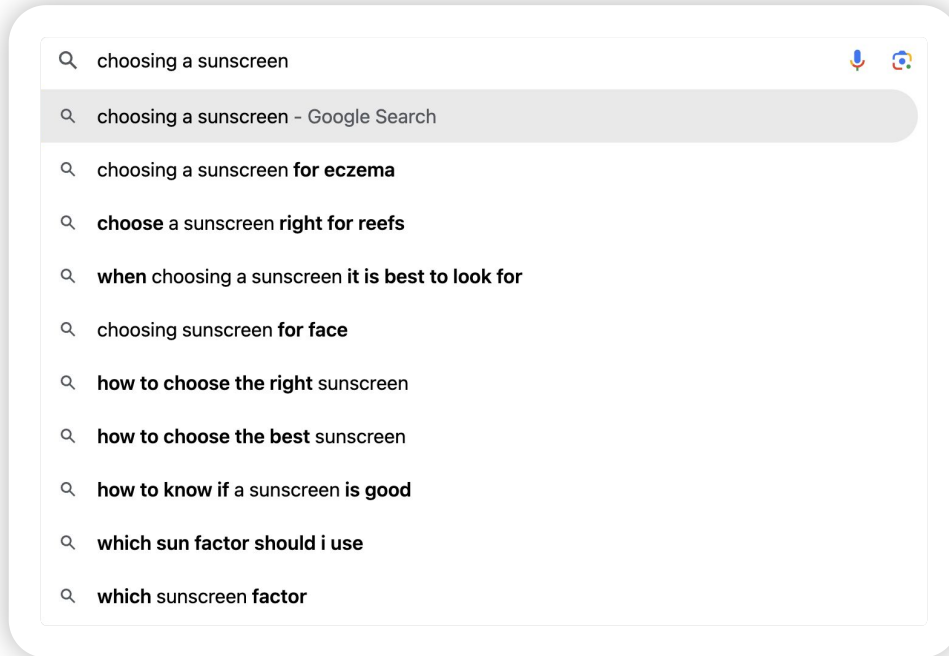 choosing a sunscreen
choosing a sunscreen - Google Search
choosing a sunscreen for eczema
choose a sunscreen right for reefs
when choosing a sunscreen it is best to look for
choosing sunscreen for face
how to choose the right sunscreen
how to choose the best sunscreen
how to know if a sunscreen is good
which sun factor should i use
which sunscreen factor